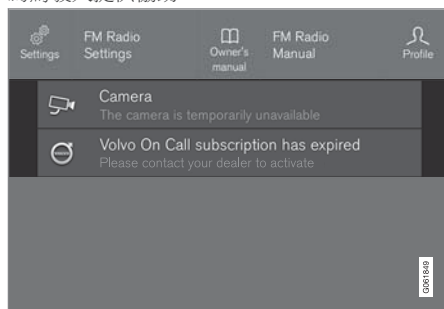 Settings
FM Radio
Settings
Owner's
manual
FM Radio
Manual
Profile
Camera
The camera is temporarily unavailable
Volvo On Call subscription has expired
Please contact your dealer to activate
G061849